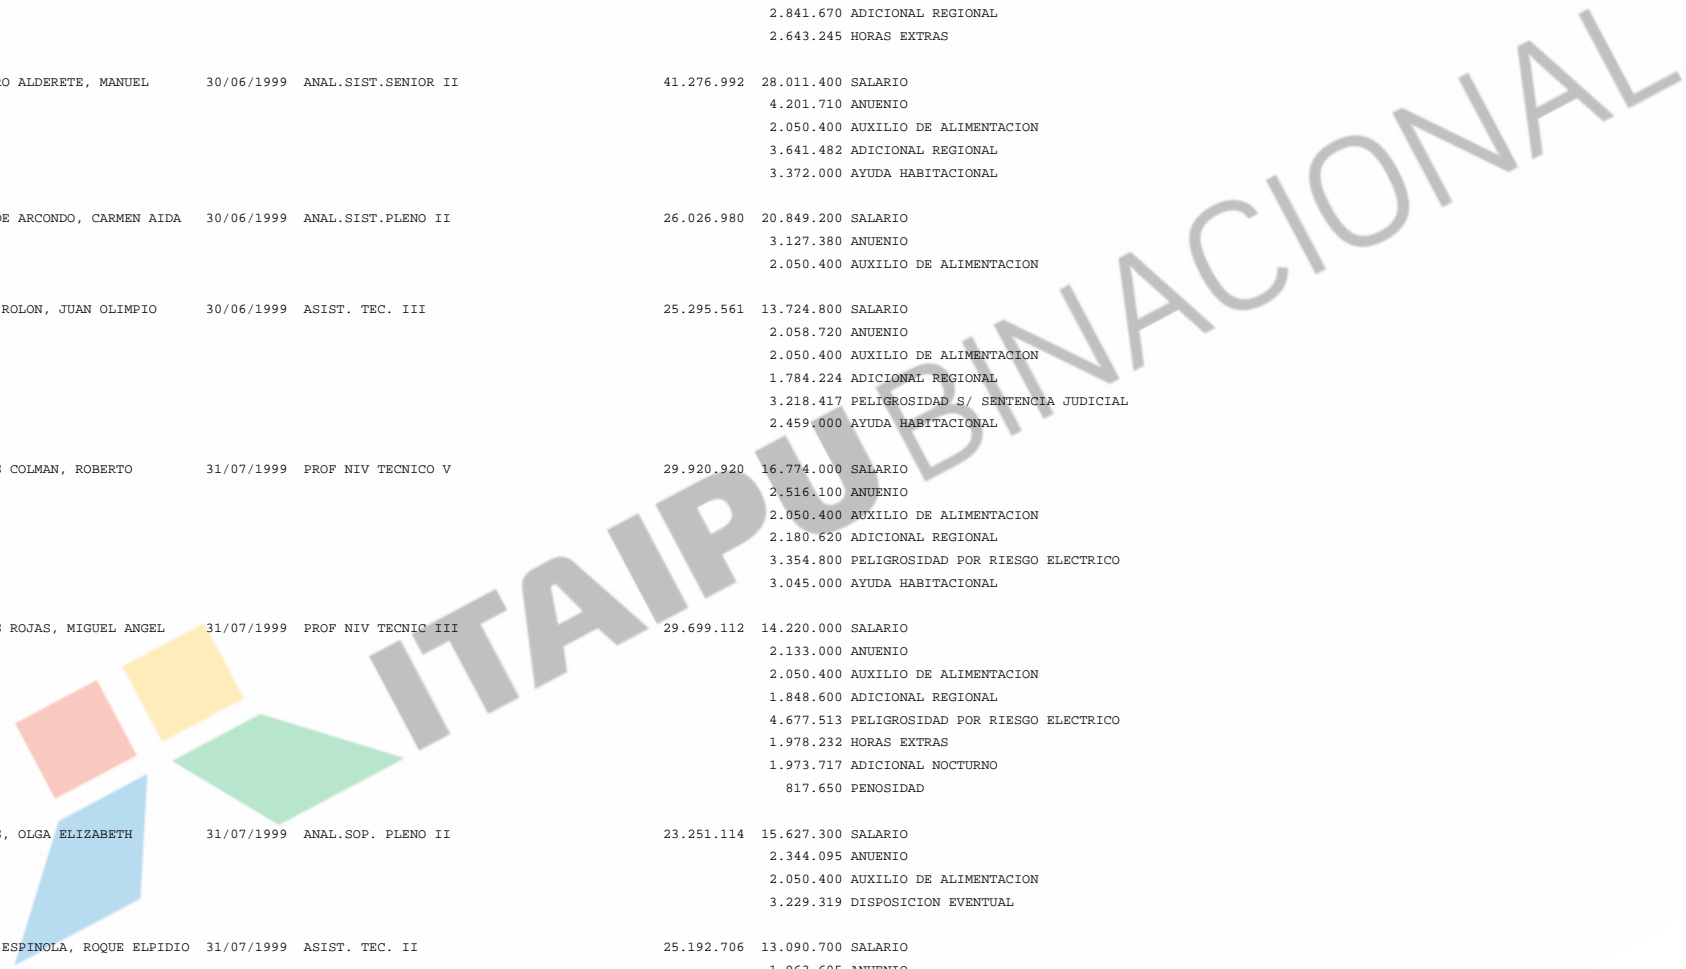 2.841.670 ADICIONAL REGIONAL
2.643.245 HORAS EXTRAS
ALDERETE, MANUEL 30/06/1999 ANAL.SIST.SENIOR II 41.276.992 28.011.400 SALARIO
4.201.710 ANUENIO
2.050.400 AUXILIO DE ALIMENTACION
3.641.482 ADICIONAL REGIONAL
3.372.000 AYUDA HABITACIONAL
DE ARCONDO, CARMEN AIDA 30/06/1999 ANAL.SIST.PLENO II 26.026.980 20.849.200 SALARIO
3.127.380 ANUENIO
2.050.400 AUXILIO DE ALIMENTACION
ROLON, JUAN OLIMPIO 30/06/1999 ASIST. TEC. III 25.295.561 13.724.800 SALARIO
2.058.720 ANUENIO
2.050.400 AUXILIO DE ALIMENTACION
1.784.224 ADICIONAL REGIONAL
3.218.417 PELIGROSIDAD S/ SENTENCIA JUDICIAL
2.459.000 AYUDA HABITACIONAL
COLMAN, ROBERTO 31/07/1999 PROF NIV TECNICO V 29.920.920 16.774.000 SALARIO
2.516.100 ANUENIO
2.050.400 AUXILIO DE ALIMENTACION
2.180.620 ADICIONAL REGIONAL
3.354.800 PELIGROSIDAD POR RIESGO ELECTRICO
3.045.000 AYUDA HABITACIONAL
ROJAS, MIGUEL ANGEL 31/07/1999 PROF NIV TECNIC III 29.699.112 14.220.000 SALARIO
2.133.000 ANUENIO
2.050.400 AUXILIO DE ALIMENTACION
1.848.600 ADICIONAL REGIONAL
4.677.513 PELIGROSIDAD POR RIESGO ELECTRICO
1.978.232 HORAS EXTRAS
1.973.717 ADICIONAL NOCTURNO
817.650 PENOSIDAD
, OLGA ELIZABETH 31/07/1999 ANAL.SOP. PLENO II 23.251.114 15.627.300 SALARIO
2.344.095 ANUENIO
2.050.400 AUXILIO DE ALIMENTACION
3.229.319 DISPOSICION EVENTUAL
ESPINOLA, ROQUE ELPIDIO 31/07/1999 ASIST. TEC. II 25.192.706 13.090.700 SALARIO
ANUENIO
ITAIPU BINACIONAL